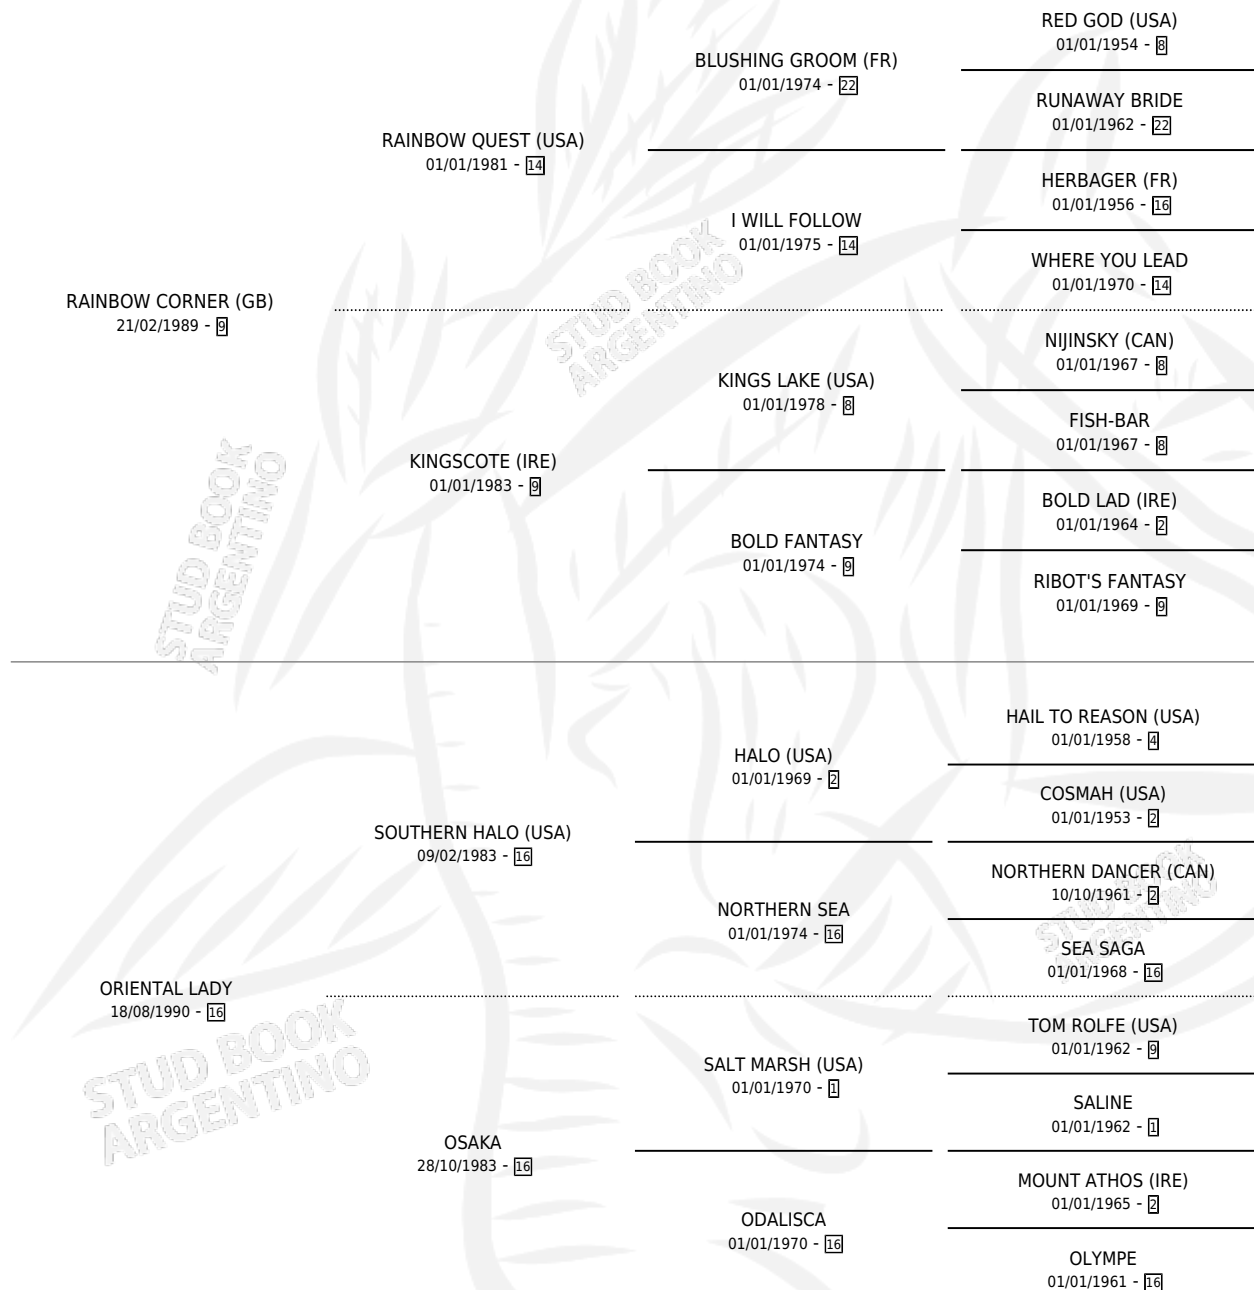 RED GOD (USA)
01/01/1954 - 8
BLUSHING GROOM (FR)
01/01/1974 - 22
RUNAWAY BRIDE
01/01/1962 - 22
RAINBOW QUEST (USA)
01/01/1981 - 14
HERBAGER (FR)
01/01/1956 - 16
I WILL FOLLOW
01/01/1975 - 14
WHERE YOU LEAD
01/01/1970 - 14
RAINBOW CORNER (GB)
21/02/1989 - 9
STUD BOOK
ARGENTINO
NIJINSKY (CAN)
01/01/1967 - 8
KINGS LAKE (USA)
01/01/1978 - 8
FISH-BAR
01/01/1967 - 8
KINGSCOTE (IRE)
01/01/1983 - 9
BOLD LAD (IRE)
01/01/1964 - 2
BOLD FANTASY
01/01/1974 - 9
RIBOT'S FANTASY
01/01/1969 - 9
STUD BOOK
ARGENTINO
HAIL TO REASON (USA)
01/01/1958 - 4
HALO (USA)
01/01/1969 - 2
COSMAH (USA)
01/01/1953 - 2
SOUTHERN HALO (USA)
09/02/1983 - 16
NORTHERN DANCER (CAN)
10/10/1961 - 2
NORTHERN SEA
01/01/1974 - 16
STUD BOOK
ARGENTINO
SEA SAGA
01/01/1968 - 16
ORIENTAL LADY
18/08/1990 - 16
TOM ROLFE (USA)
01/01/1962 - 9
SALT MARSH (USA)
01/01/1970 - 1
SALINE
01/01/1962 - 1
STUD BOOK
ARGENTINO
OSAKA
28/10/1983 - 16
MOUNT ATHOS (IRE)
01/01/1965 - 2
ODALISCA
01/01/1970 - 16
OLYMPE
01/01/1961 - 16